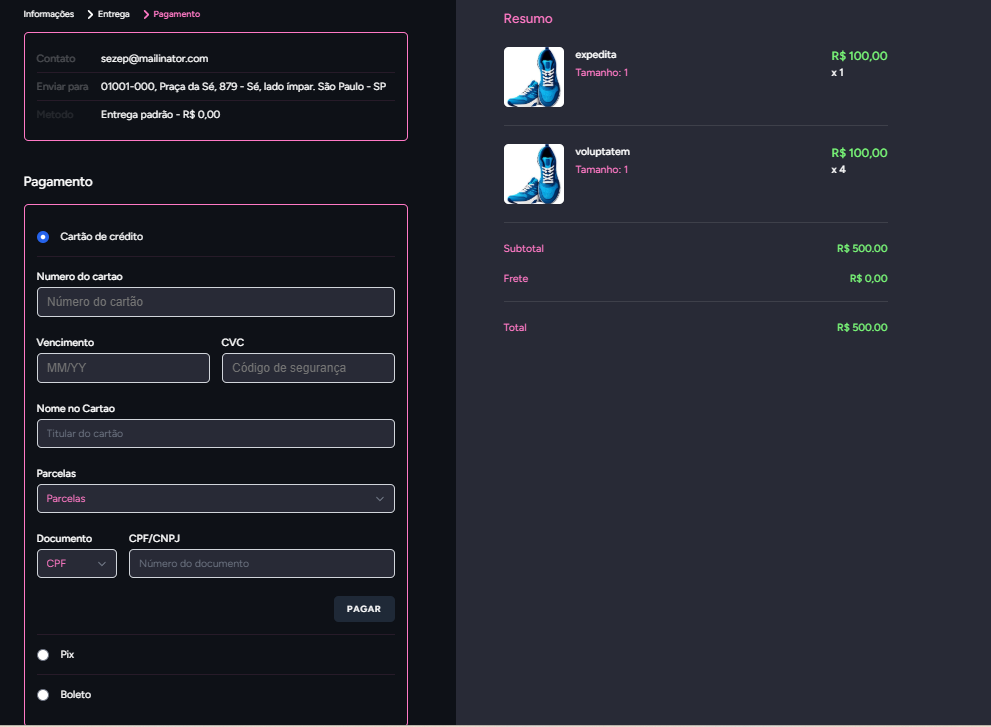 Informações Entrega Pagamento
Contato sezep@mailinator.com
Enviar para 01001-000, Praça da Sé, 879 - Sé, lado ímpar. São Paulo - SP
Metodo Entrega padrão - R$ 0,00
Pagamento
Cartão de crédito
Numero do cartao
Número do cartão
Vencimento CVC
MM/YY Código de segurança
Nome no Cartao
Titular do cartão
Parcelas
Parcelas
Documento CPF/CNPJ
CPF Número do documento
PAGAR
Pix
Boleto
Resumo
expedita R$ 100,00
Tamanho: 1 x 1
voluptatem R$ 100,00
Tamanho: 1 x 4
Subtotal R$ 500.00
Frete R$ 0,00
Total R$ 500.00